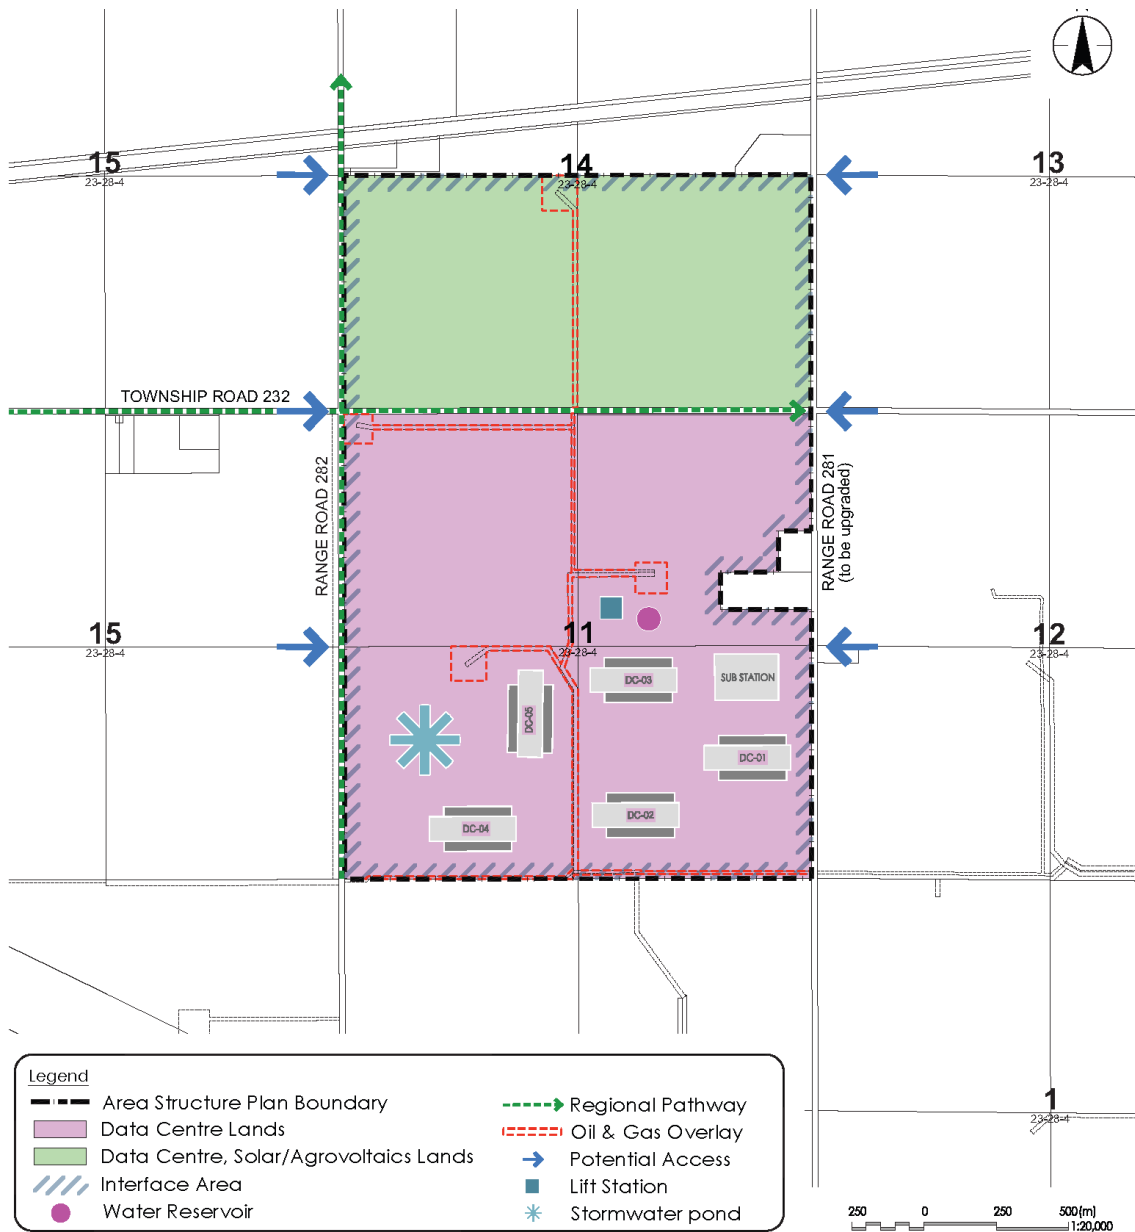 15
23-28-4
14
23-28-4
13
23-28-4
TOWNSHIP ROAD 232
RANGE ROAD 282
RANGE ROAD 281
(to be upgraded)
15
23-28-4
11
23-28-4
12
23-28-4
DC-03
SUB STATION
DC-05
DC-01
DC-02
DC-04
1
23-28-4
Legend
Area Structure Plan Boundary
Data Centre Lands
Data Centre, Solar/Agrovoltaics Lands
Interface Area
Water Reservoir
Regional Pathway
Oil & Gas Overlay
Potential Access
Lift Station
Stormwater pond
250 0 250 500(m)
1:20,000